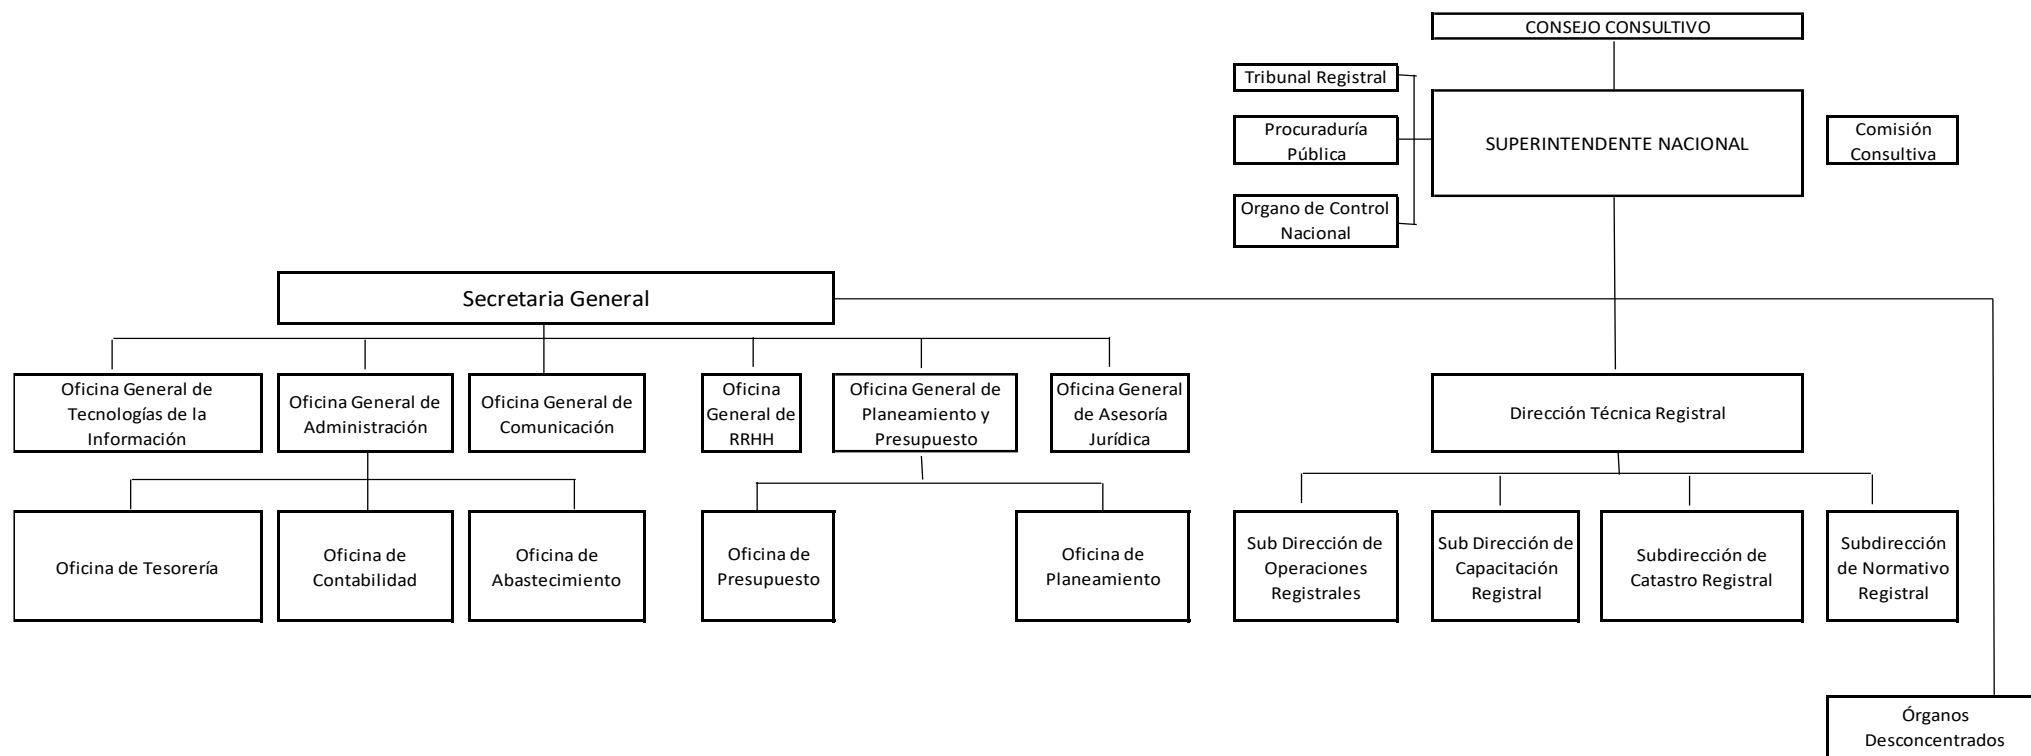 CONSEJO CONSULTIVO
Tribunal Registral
Procuraduría
Pública
SUPERINTENDENTE NACIONAL
Comisión
Consultiva
Organo de Control
Nacional
Secretaria General
Oficina General de
Tecnologías de la
Información
Oficina General de
Administración
Oficina General de
Comunicación
Oficina
General de
RRHH
Oficina General de
Planeamiento y
Presupuesto
Oficina General
de Asesoría
Jurídica
Dirección Técnica Registral
Oficina de Tesorería
Oficina de
Contabilidad
Oficina de
Abastecimiento
Oficina de
Presupuesto
Oficina de
Planeamiento
Sub Dirección de
Operaciones
Registrales
Sub Dirección de
Capacitación
Registral
Subdirección de
Catastro Registral
Subdirección
de Normativo
Registral
Órganos
Desconcentrados